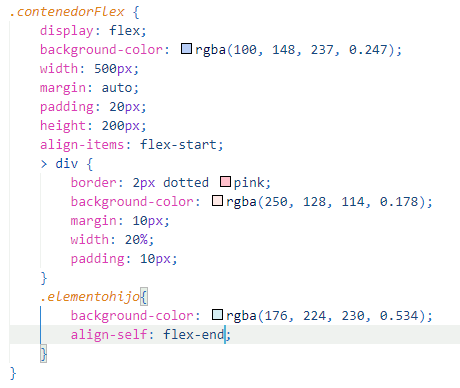 .contenedorFlex {
    display: flex;
    background-color: rgba(100, 148, 237, 0.247);
    width: 500px;
    margin: auto;
    padding: 20px;
    height: 200px;
    align-items: flex-start;
    > div {
        border: 2px dotted pink;
        background-color: rgba(250, 128, 114, 0.178);
        margin: 10px;
        width: 20%;
        padding: 10px;
    }
    .elementohijo{
        background-color: rgba(176, 224, 230, 0.534);
        align-self: flex-end;
    }
}